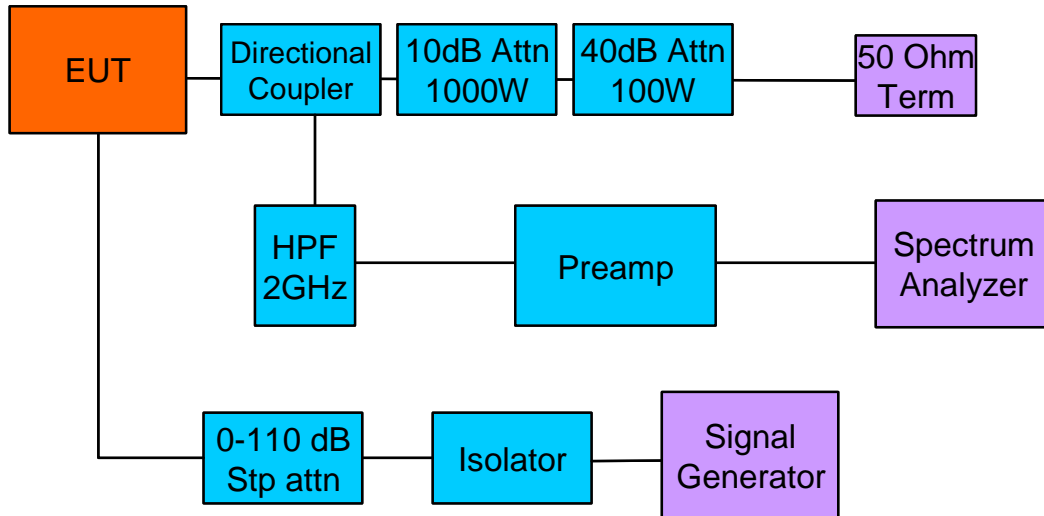 EUT
Directional
Coupler
10dB Attn
1000W
40dB Attn
100W
50 Ohm
Term
HPF
2GHz
Preamp
Spectrum
Analyzer
0-110 dB
Stp attn
Isolator
Signal
Generator